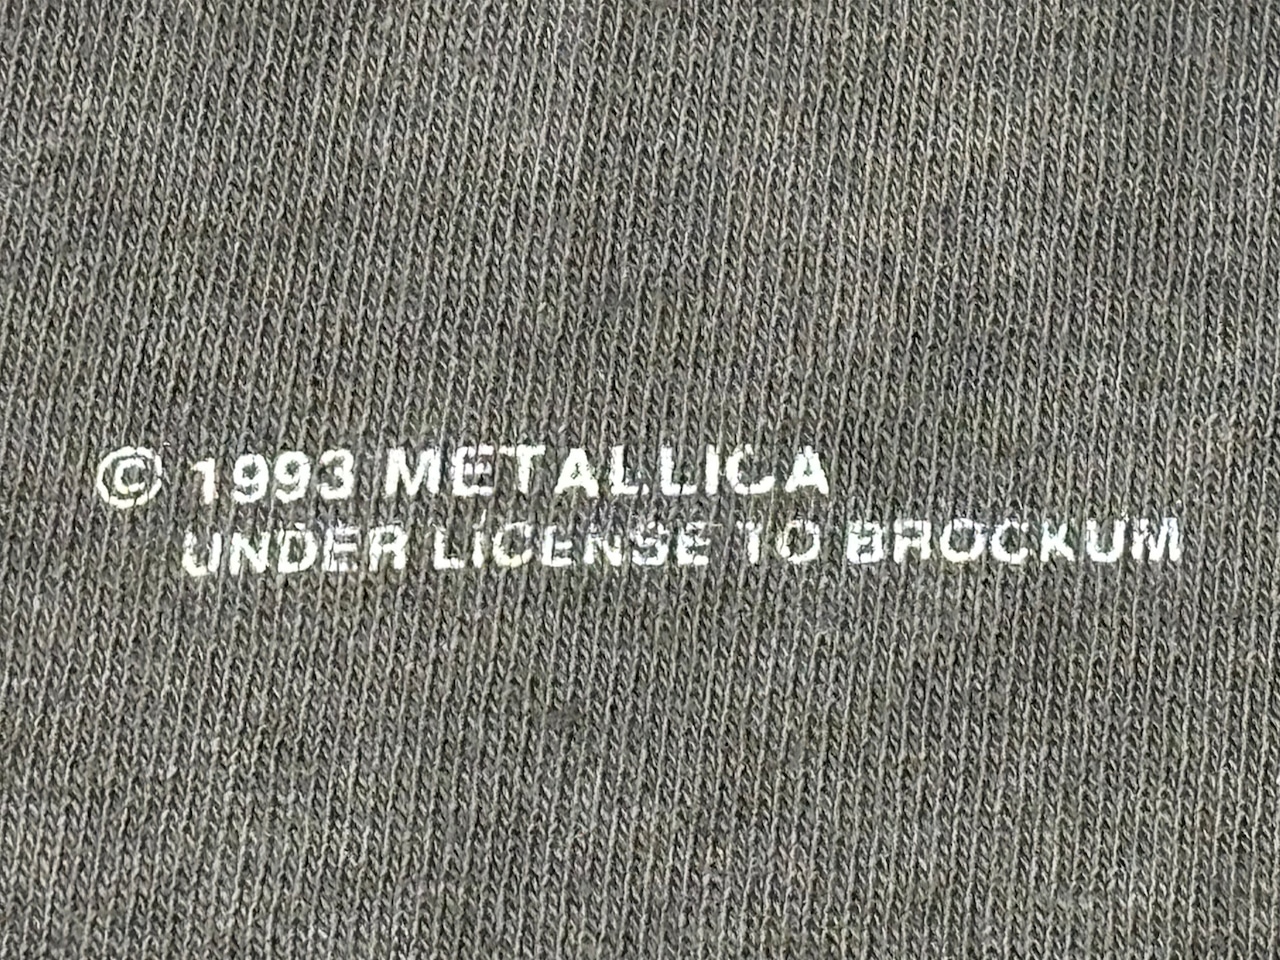 © 1993 METALLICA
UNDER LICENSE TO BROCKUM